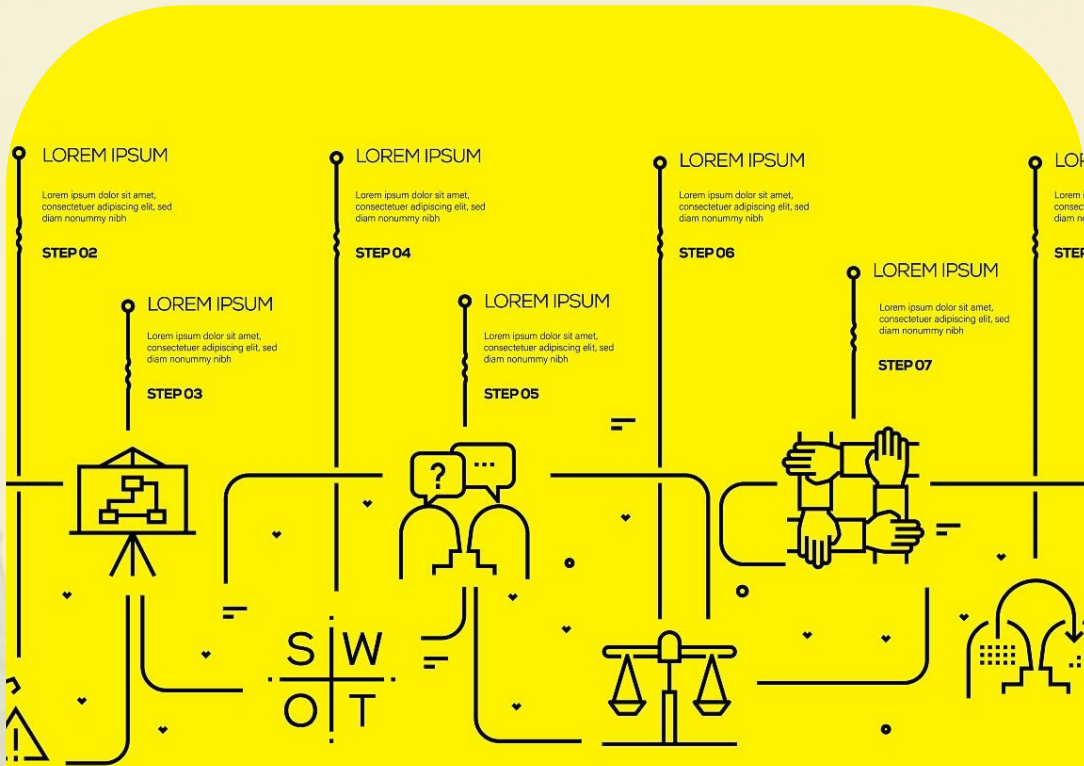 LOREM IPSUM
Lorem ipsum dolor sit amet,
consectetuer adipiscing elit, sed
diam nonummy nibh
STEP 02
LOREM IPSUM
Lorem ipsum dolor sit amet,
consectetuer adipiscing elit, sed
diam nonummy nibh
STEP 03
LOREM IPSUM
Lorem ipsum dolor sit amet,
consectetuer adipiscing elit, sed
diam nonummy nibh
STEP 04
LOREM IPSUM
Lorem ipsum dolor sit amet,
consectetuer adipiscing elit, sed
diam nonummy nibh
STEP 05
LOREM IPSUM
Lorem ipsum dolor sit amet,
consectetuer adipiscing elit, sed
diam nonummy nibh
STEP 06
LOREM IPSUM
Lorem ipsum dolor sit amet,
consectetuer adipiscing elit, sed
diam nonummy nibh
STEP 07
Lorem
diam
? ...
S W
O T
!